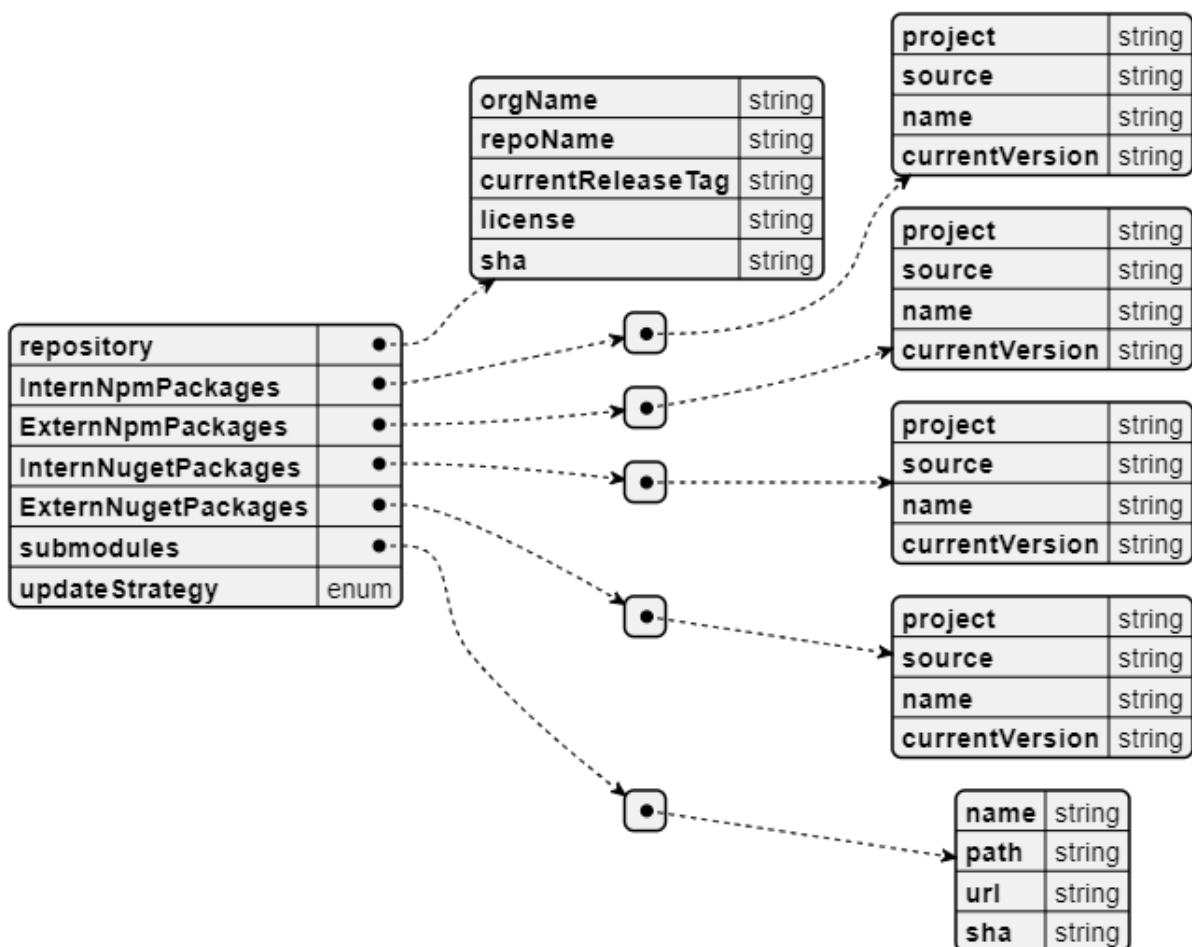 orgName string
repoName string
currentReleaseTag string
license string
sha string
repository
InternNpmPackages
ExternNpmPackages
InternNugetPackages
ExternNugetPackages
submodules
updateStrategy enum
project string
source string
name string
currentVersion string
project string
source string
name string
currentVersion string
project string
source string
name string
currentVersion string
project string
source string
name string
currentVersion string
name string
path string
url string
sha string